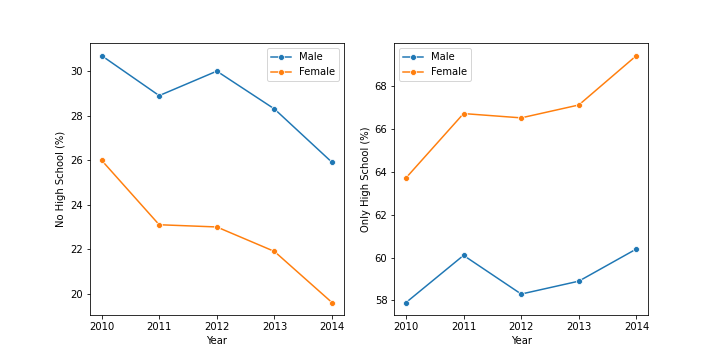 Male
Female
No High School (%)
30
28
26
24
22
20
2010 2011 2012 2013 2014
Year
Male
Female
Only High School (%)
68
66
64
62
60
58
2010 2011 2012 2013 2014
Year